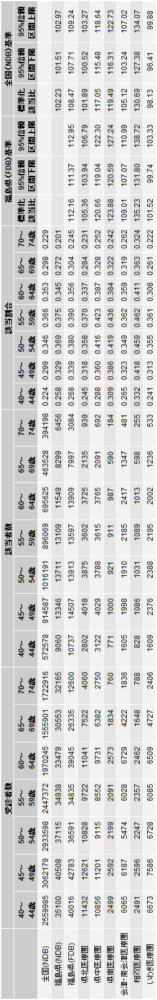 受診者数 該当者数 該当割合 福島県(FDB)基準 全国(NDB)基準
40～44歳 45～49歳 50～54歳 55～59歳 60～64歳 65～69歳 70～74歳 40～44歳 45～49歳 50～54歳 55～59歳 60～64歳 65～69歳 70～74歳 40～44歳 45～49歳 50～54歳 55～59歳 60～64歳 65～69歳 70～74歳 標準化該当比 95%信頼区間下限 95%信頼区間上限 標準化該当比 95%信頼区間下限 95%信頼区間上限
全国(NDB) 2559885 3062179 2933598 2447372 1970245 1555901 1722916 572578 914587 1016191 896069 695625 463528 394198 0.224 0.299 0.346 0.366 0.353 0.298 0.229
福島県(NDB) 35100 40508 37115 34938 33479 30553 32165 9060 13346 13711 13109 11549 8299 6456 0.258 0.329 0.369 0.375 0.345 0.272 0.201 102.23 101.51 102.97
福島県(FDB) 40016 42783 36591 34835 39045 26335 12600 10737 14507 13913 13597 13909 7997 3084 0.268 0.339 0.380 0.390 0.356 0.304 0.245 112.16 111.37 112.95 108.47 107.71 109.24
県北医療圏 11432 12621 10828 9722 11041 7522 4060 2802 4018 3875 3602 3725 2135 939 0.245 0.318 0.358 0.370 0.337 0.284 0.231 105.36 103.94 106.79 101.89 100.52 103.27
県中医療圏 10856 11201 9115 8552 9731 6382 2750 3122 4029 3788 3615 3765 2091 692 0.288 0.360 0.416 0.423 0.387 0.328 0.252 120.66 119.04 122.30 117.05 115.48 118.64
県南医療圏 2499 2592 2199 2091 2573 1834 760 771 1000 921 911 987 590 184 0.309 0.386 0.419 0.436 0.384 0.322 0.242 123.88 120.59 127.24 119.49 116.31 122.73
会津・南会津医療圏 6065 6187 5474 6028 6729 4222 1836 1605 1998 1910 2185 2417 1347 481 0.265 0.323 0.349 0.362 0.359 0.319 0.262 109.01 107.07 110.99 105.12 103.24 107.02
相双医療圏 2491 2596 2247 2357 2462 1648 788 828 1086 1031 1089 1013 598 255 0.332 0.418 0.459 0.462 0.411 0.363 0.324 135.23 131.80 138.72 130.69 127.38 134.07
いわき医療圏 6673 7586 6728 6085 6509 4727 2406 1609 2376 2388 2195 2002 1236 533 0.241 0.313 0.355 0.361 0.308 0.261 0.222 101.52 99.74 103.33 98.13 96.41 99.88